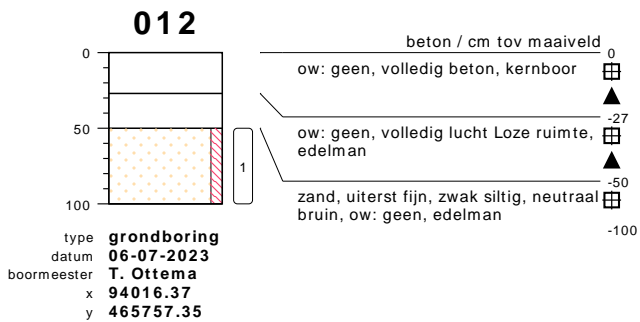 012
beton / cm tov maaiveld
0
0
ow: geen, volledig beton, kernboor
-27
50
ow: geen, volledig lucht Loze ruimte,
edelman
1
-50
zand, uiterst fijn, zwak siltig, neutraal
bruin, ow: geen, edelman
100
-100
type grondboring
datum 06-07-2023
boormeester T. Ottema
x 94016.37
y 465757.35